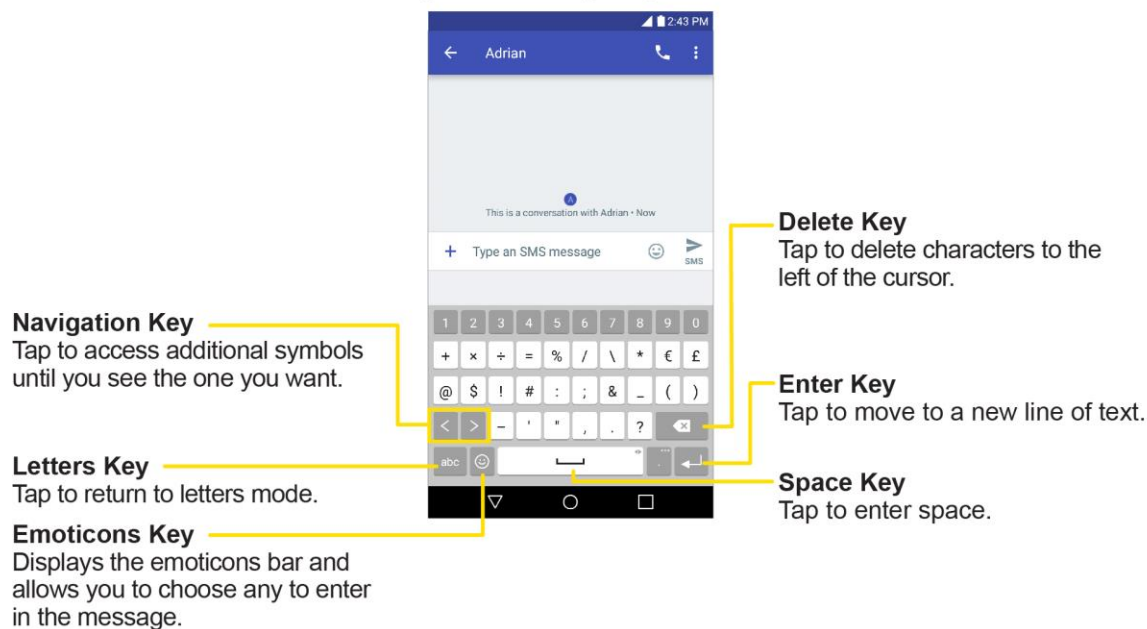 2:43 PM
Adrian
A
This is a conversation with Adrian • Now
+ Type an SMS message
SMS
1 2 3 4 5 6 7 8 9 0
+ × ÷ = % / \ * € £
@ $ ! # : ; & _ ( )
< > – ' " , . ?
abc .
Navigation Key
Tap to access additional symbols
until you see the one you want.
Letters Key
Tap to return to letters mode.
Emoticons Key
Displays the emoticons bar and
allows you to choose any to enter
in the message.
Delete Key
Tap to delete characters to the
left of the cursor.
Enter Key
Tap to move to a new line of text.
Space Key
Tap to enter space.